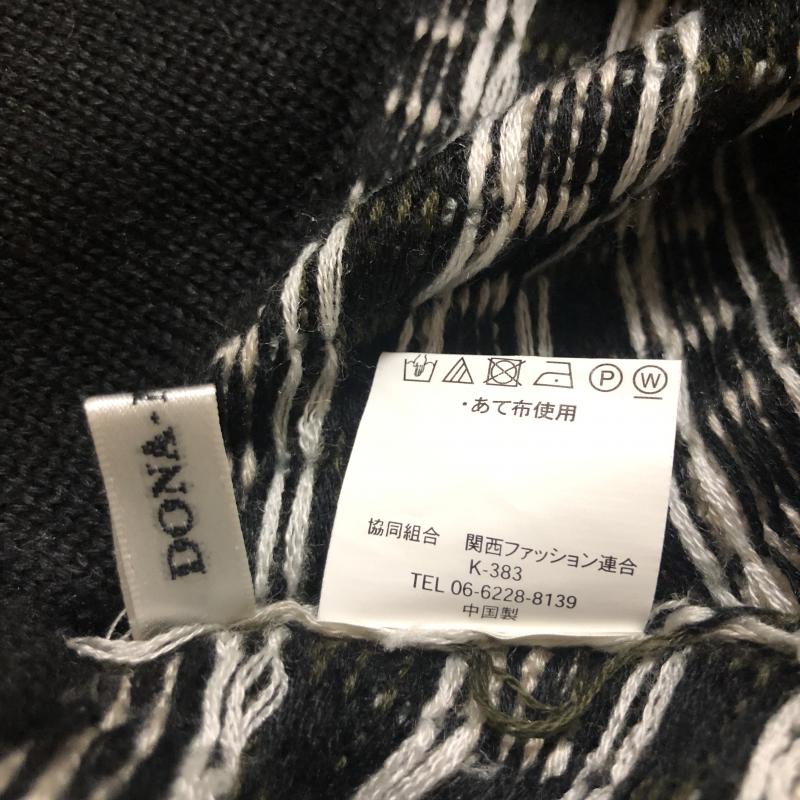 DONA
P W
・あて布使用
協同組合 関西ファッション連合
K-383
TEL 06-6228-8139
中国製